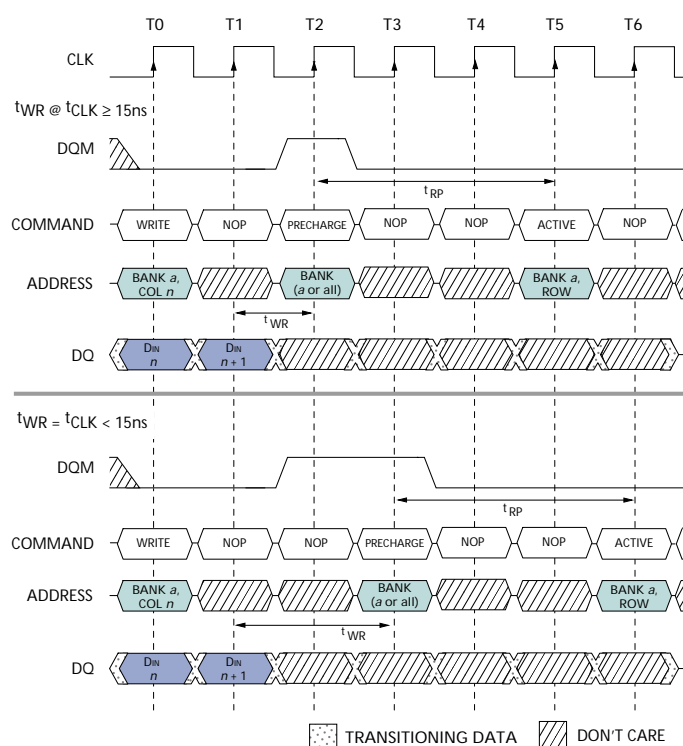 T0 T1 T2 T3 T4 T5 T6
CLK
tWR @ tCLK ≥ 15ns
DQM
tRP
COMMAND WRITE NOP PRECHARGE NOP NOP ACTIVE NOP
ADDRESS BANK a, COL n BANK (a or all) BANK a, ROW
tWR
DQ DIN n DIN n + 1
tWR = tCLK < 15ns
DQM
tRP
COMMAND WRITE NOP NOP PRECHARGE NOP NOP ACTIVE
ADDRESS BANK a, COL n BANK (a or all) BANK a, ROW
tWR
DQ DIN n DIN n + 1
TRANSITIONING DATA DON'T CARE